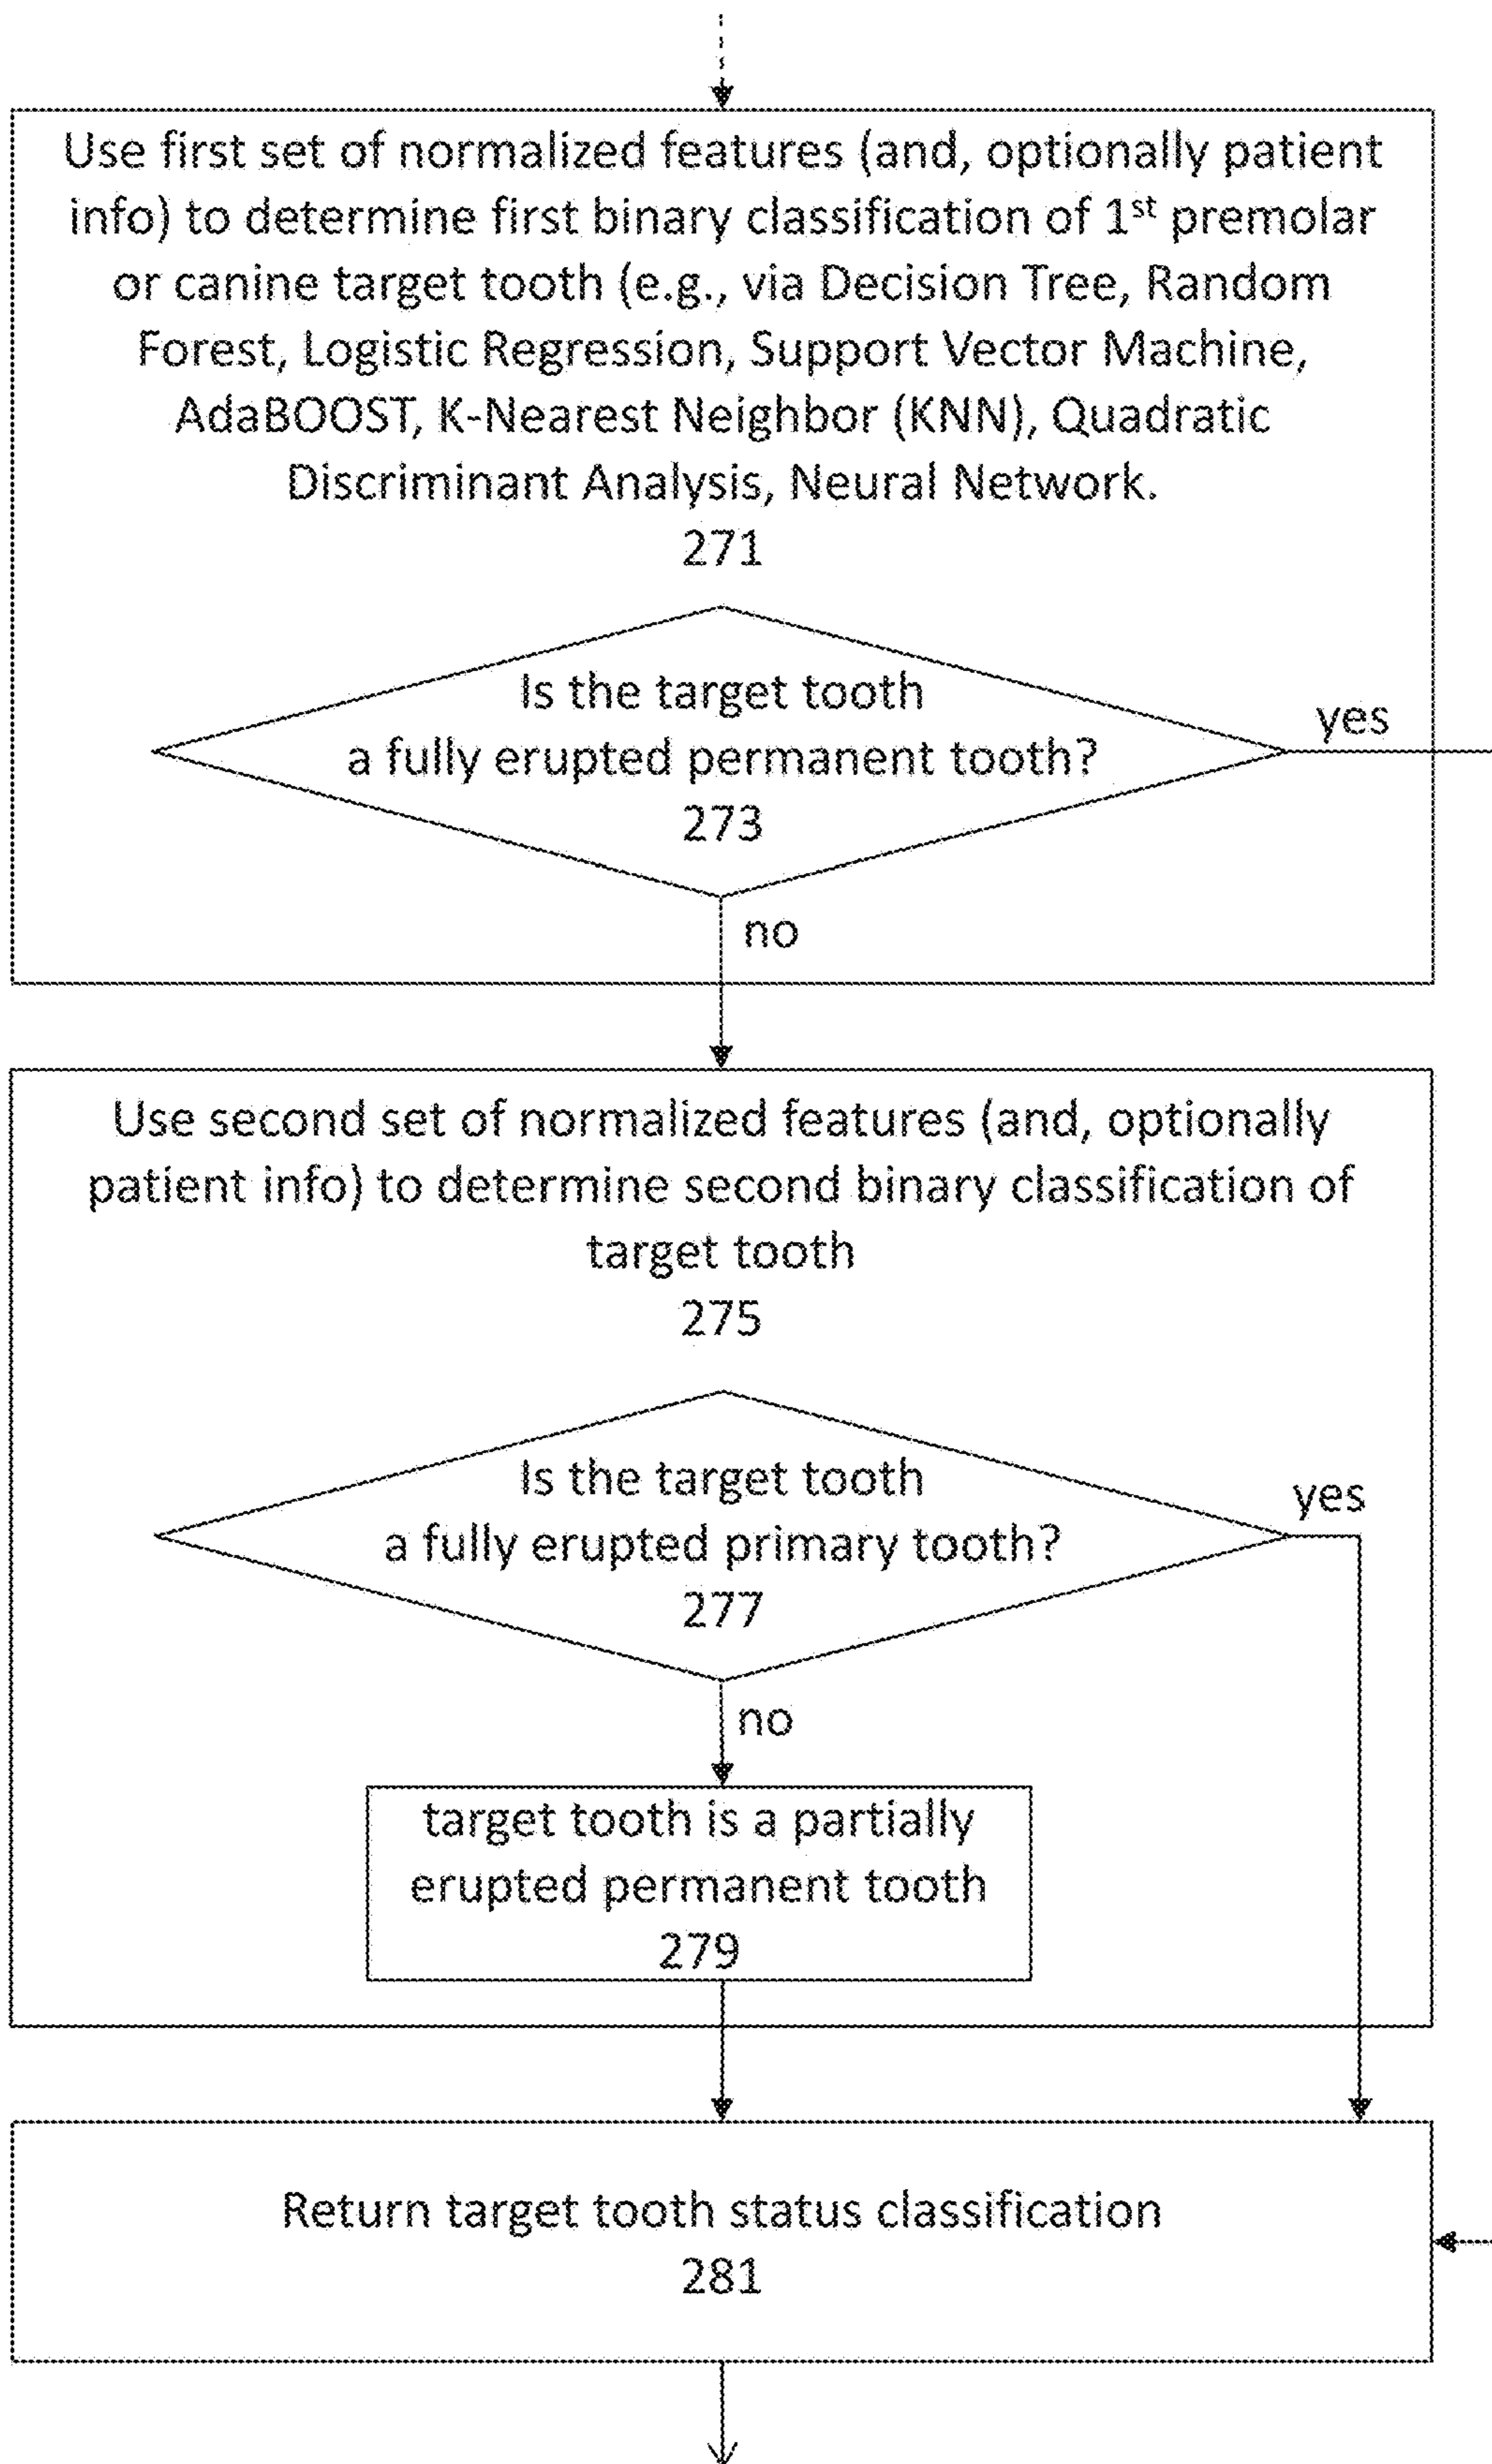 Use first set of normalized features (and, optionally patient
info) to determine first binary classification of 1st premolar
or canine target tooth (e.g., via Decision Tree, Random
Forest, Logistic Regression, Support Vector Machine,
AdaBOOST, K-Nearest Neighbor (KNN), Quadratic
Discriminant Analysis, Neural Network.
271
Is the target tooth
a fully erupted permanent tooth?
273
yes
no
Use second set of normalized features (and, optionally
patient info) to determine second binary classification of
target tooth
275
Is the target tooth
a fully erupted primary tooth?
277
yes
no
target tooth is a partially
erupted permanent tooth
279
Return target tooth status classification
281